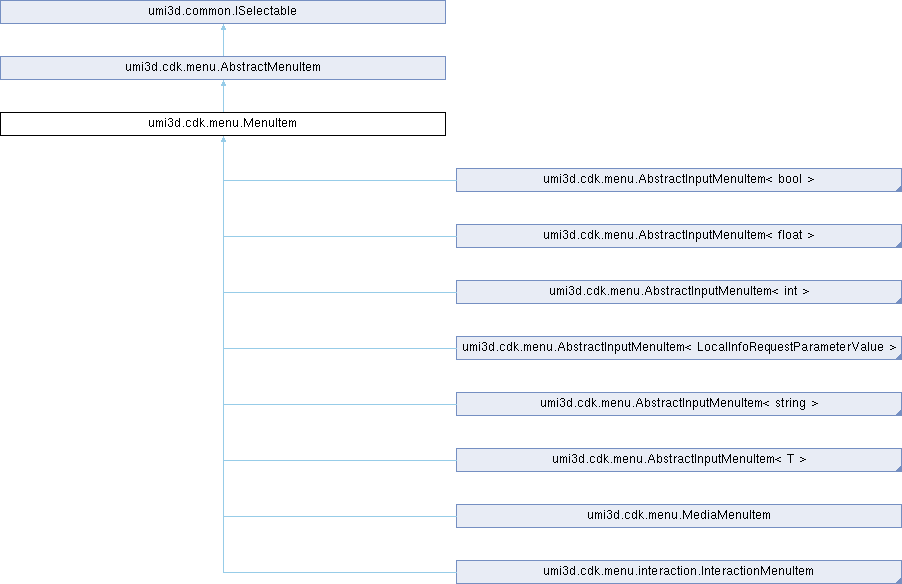 umi3d.common.ISelectable
umi3d.cdk.menu.AbstractMenuItem
umi3d.cdk.menu.MenuItem
umi3d.cdk.menu.AbstractInputMenuItem< bool >
umi3d.cdk.menu.AbstractInputMenuItem< float >
umi3d.cdk.menu.AbstractInputMenuItem< int >
umi3d.cdk.menu.AbstractInputMenuItem< LocalInfoRequestParameterValue >
umi3d.cdk.menu.AbstractInputMenuItem< string >
umi3d.cdk.menu.AbstractInputMenuItem< T >
umi3d.cdk.menu.MediaMenuItem
umi3d.cdk.menu.interaction.InteractionMenuItem